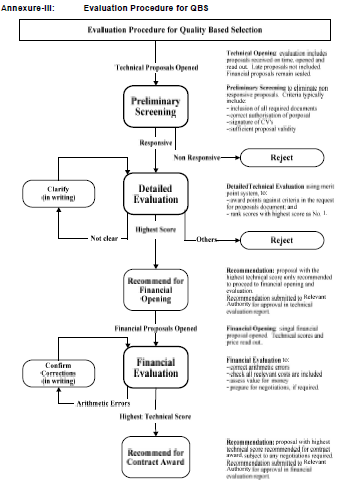 Annexure-III: Evaluation Procedure for QBS
Evaluation Procedure for Quality Based Selection
Technical Proposals Opened
Technical Opening: evaluation includes
proposals received on time, opened and
read out. Late proposals not included.
Financial proposals remain sealed.
Preliminary
Screening
Preliminary Screening to eliminate non
responsive proposals. Criteria typically
include:
- inclusion of all required documents
-correct authorisation of porposal
- signature of CV's
-sufficient proposal validity
Responsive
Non Responsive
Reject
Clarify
(in writing)
Detailed
Evaluation
Detailed Technical Evaluation using merit
point system, to:
-award points against criteria in the request
for proposals document; and
- rank scores with highest score as No. 1.
Not clear
Highest Score
Others
Reject
Recommend for
Financial
Opening
Recommendation: proposal with the
highest technical score only recommended
to proceed to financial opening and
evaluation.
Recommendation submitted to Relevant
Authority for approval in technical
evaluation report.
Financial Proposals Opened
Financial Opening: singal financial
proposal opened. Technical scores and
price read out.
Confirm
Corrections
(in writing)
Financial
Evaluation
Financial Evaluation to:
- correct arithmetic errors
-check all relevant costs are included
- assess value for money
- prepare for negotiations, if required.
Arithmetic Errors
Highest Technical Score
Recommend for
Contract Award
Recommendation: proposal with highest
technical score recommended for contract
award, subject to any negotiations required.
Recommendation submitted to Relevant
Authority for approval in financial
evaluation report.